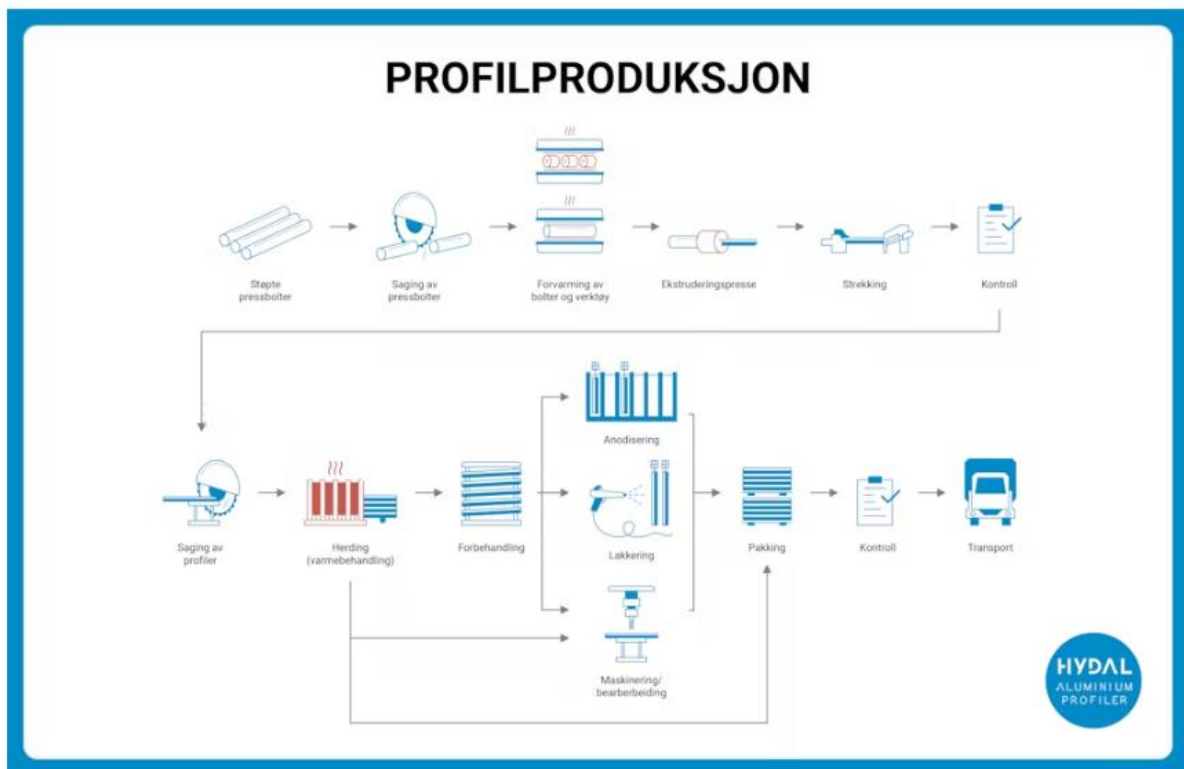 PROFILPRODUKSJON
Støpte
pressbolter
Saging av
pressbolter
Forvarming av
bolter og verktøy
Ekstruderingspresse
Strekking
Kontroll
Anodisering
Saging av
profiler
Herding
(varmebehandling)
Forbehandling
Lakkering
Pakking
Kontroll
Transport
Maskinering/
bearberbeiding
HYDAL
ALUMINIUM
PROFILER